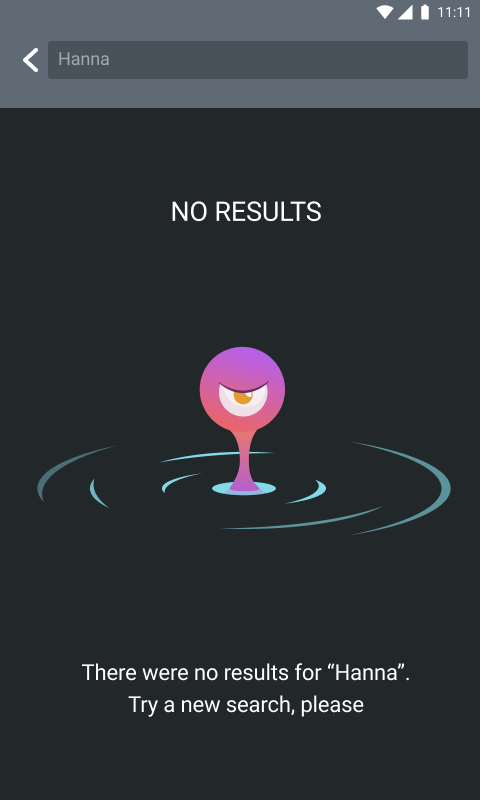 11:11
Hanna
NO RESULTS
There were no results for “Hanna”.
Try a new search, please